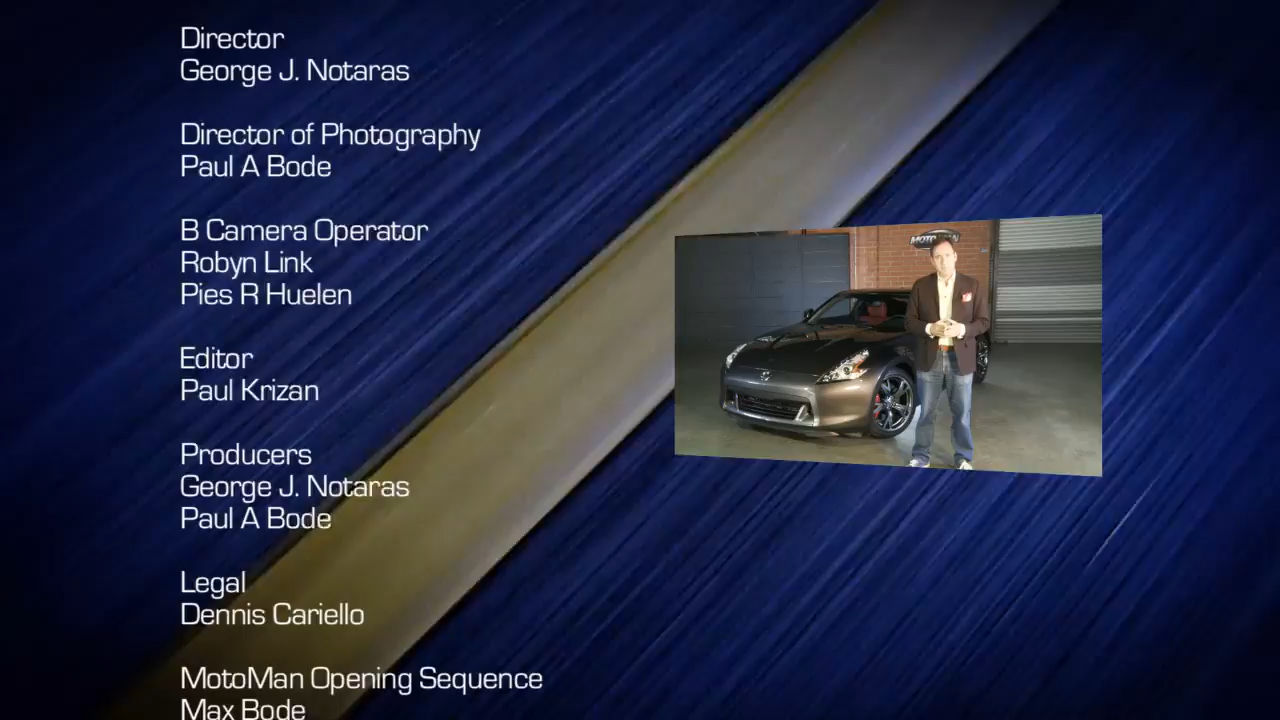 Director
George J. Notaras
Director of Photography
Paul A Bode
B Camera Operator
Robyn Link
Pies R Huelen
Editor
Paul Krizan
Producers
George J. Notaras
Paul A Bode
Legal
Dennis Cariello
MotoMan Opening Sequence
Max Bode
MOTOMAN